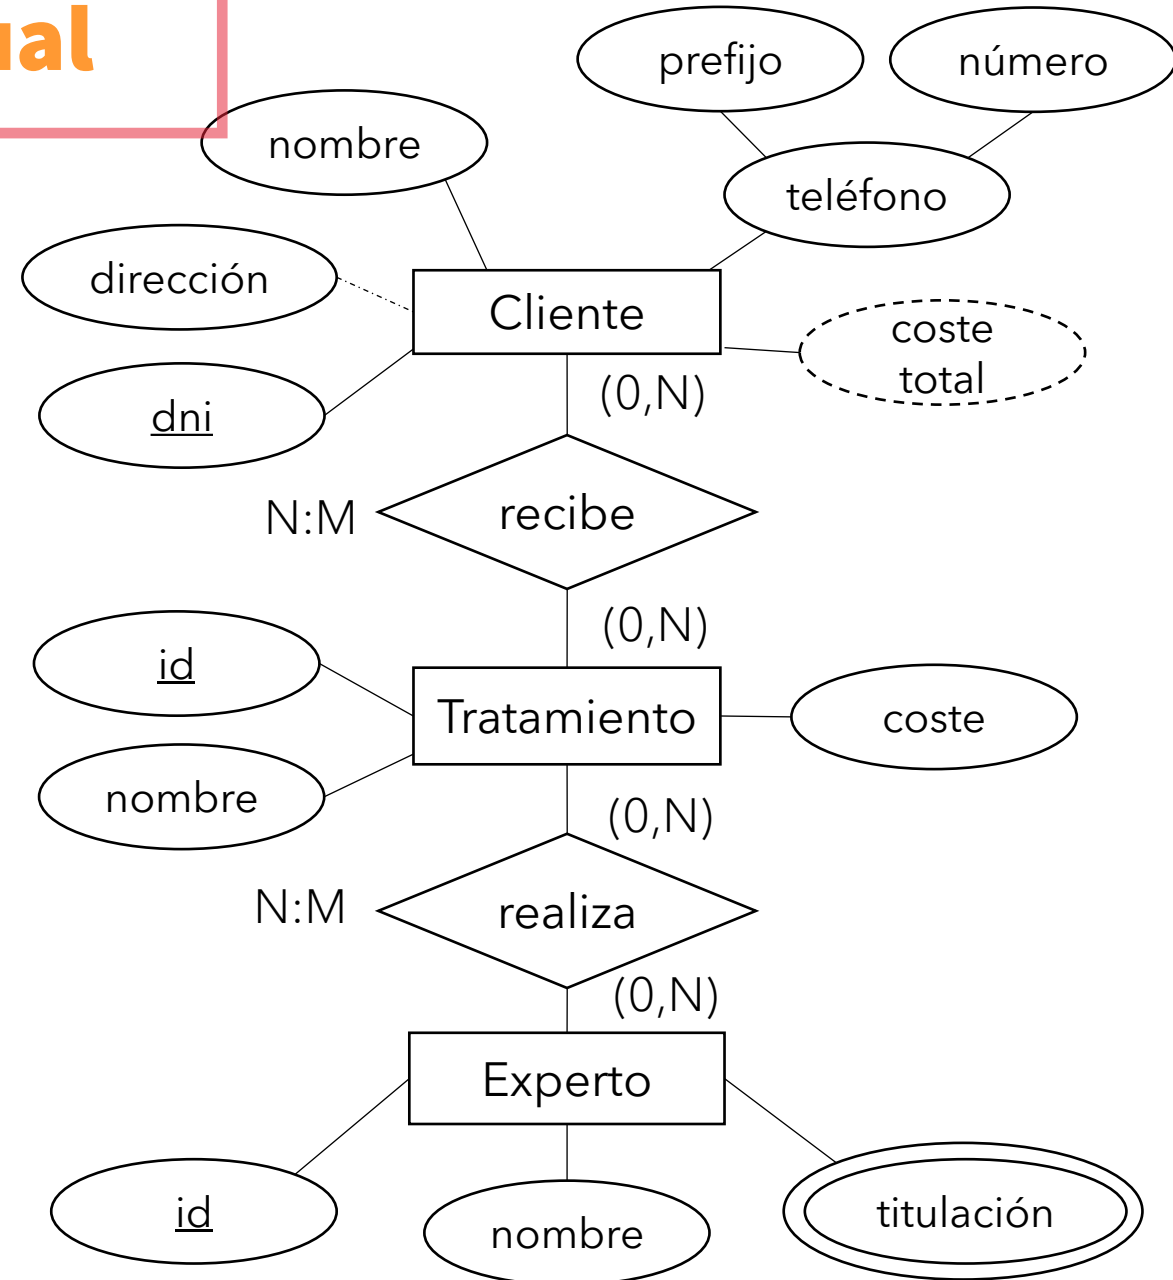 ual
prefijo
número
nombre
teléfono
dirección
Cliente
coste
total
dni
(0,N)
N:M
recibe
(0,N)
id
Tratamiento
coste
nombre
(0,N)
N:M
realiza
(0,N)
Experto
id
nombre
titulación